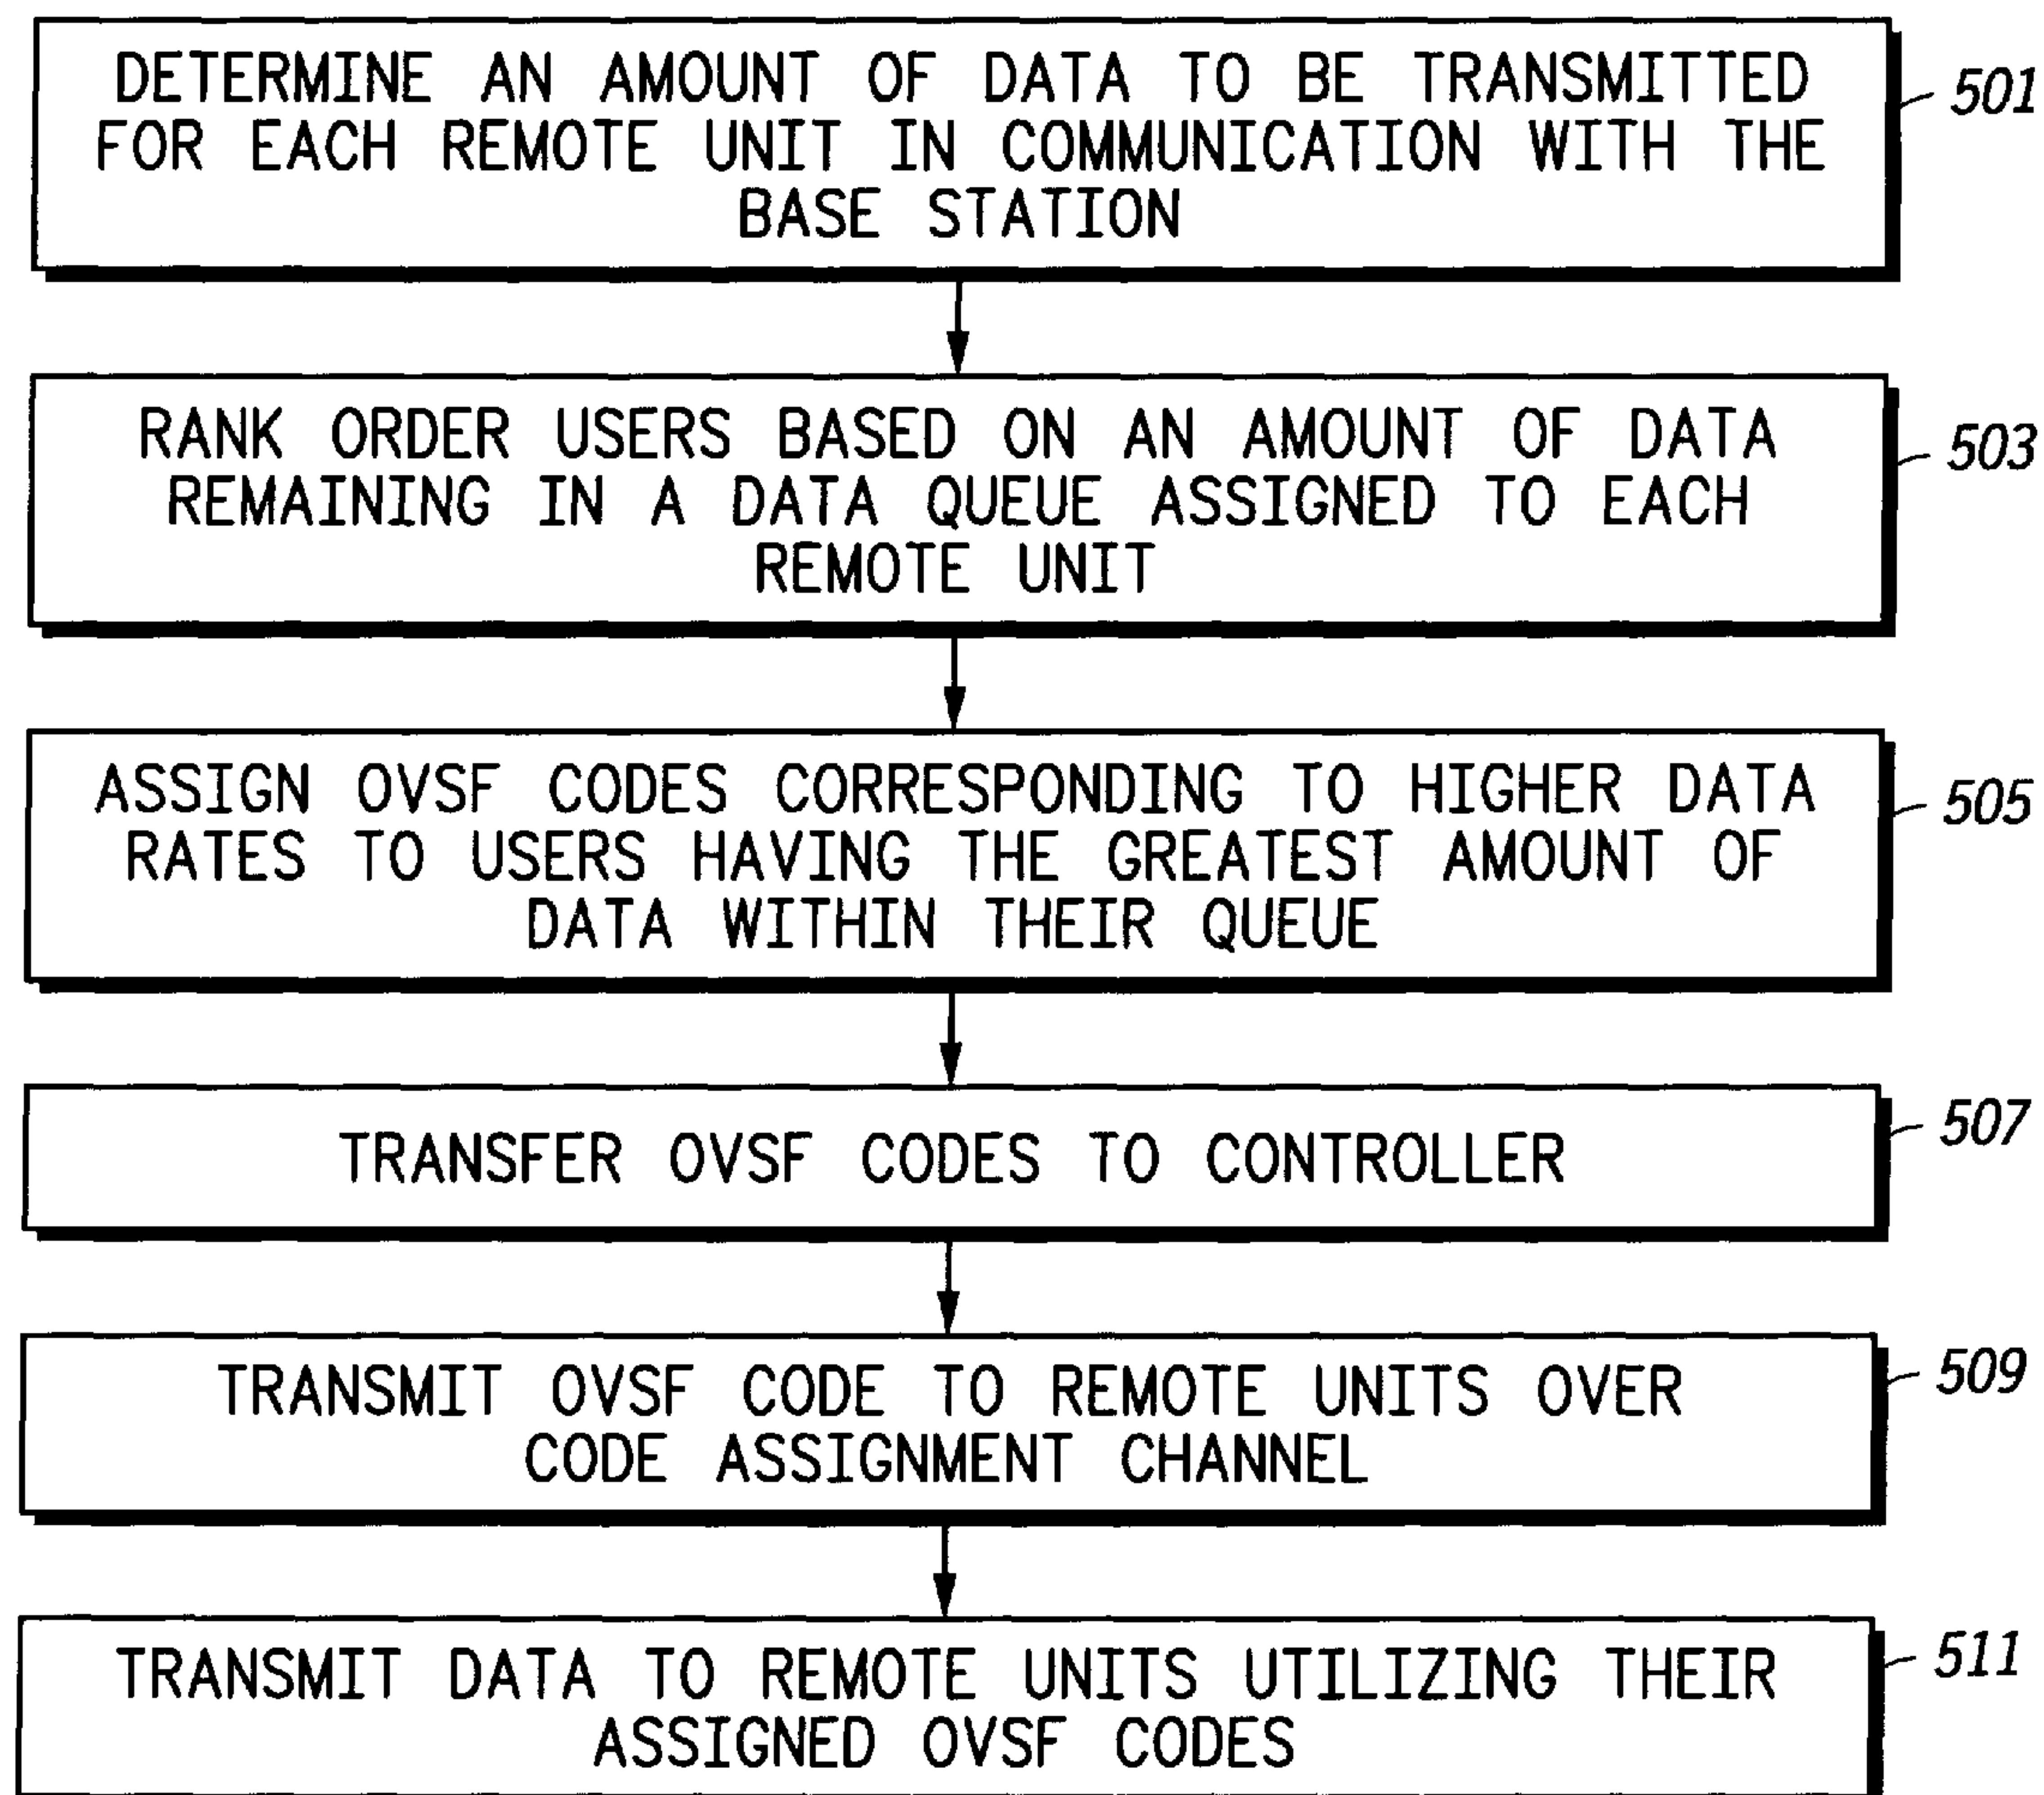 DETERMINE AN AMOUNT OF DATA TO BE TRANSMITTED
FOR EACH REMOTE UNIT IN COMMUNICATION WITH THE
BASE STATION
501
RANK ORDER USERS BASED ON AN AMOUNT OF DATA
REMAINING IN A DATA QUEUE ASSIGNED TO EACH
REMOTE UNIT
503
ASSIGN OVSF CODES CORRESPONDING TO HIGHER DATA
RATES TO USERS HAVING THE GREATEST AMOUNT OF
DATA WITHIN THEIR QUEUE
505
TRANSFER OVSF CODES TO CONTROLLER
507
TRANSMIT OVSF CODE TO REMOTE UNITS OVER
CODE ASSIGNMENT CHANNEL
509
TRANSMIT DATA TO REMOTE UNITS UTILIZING THEIR
ASSIGNED OVSF CODES
511